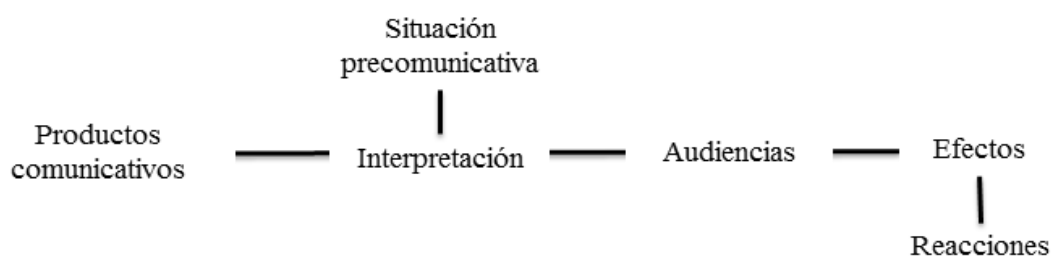 Situación
precomunicativa
Productos
comunicativos
Interpretación
Audiencias
Efectos
Reacciones